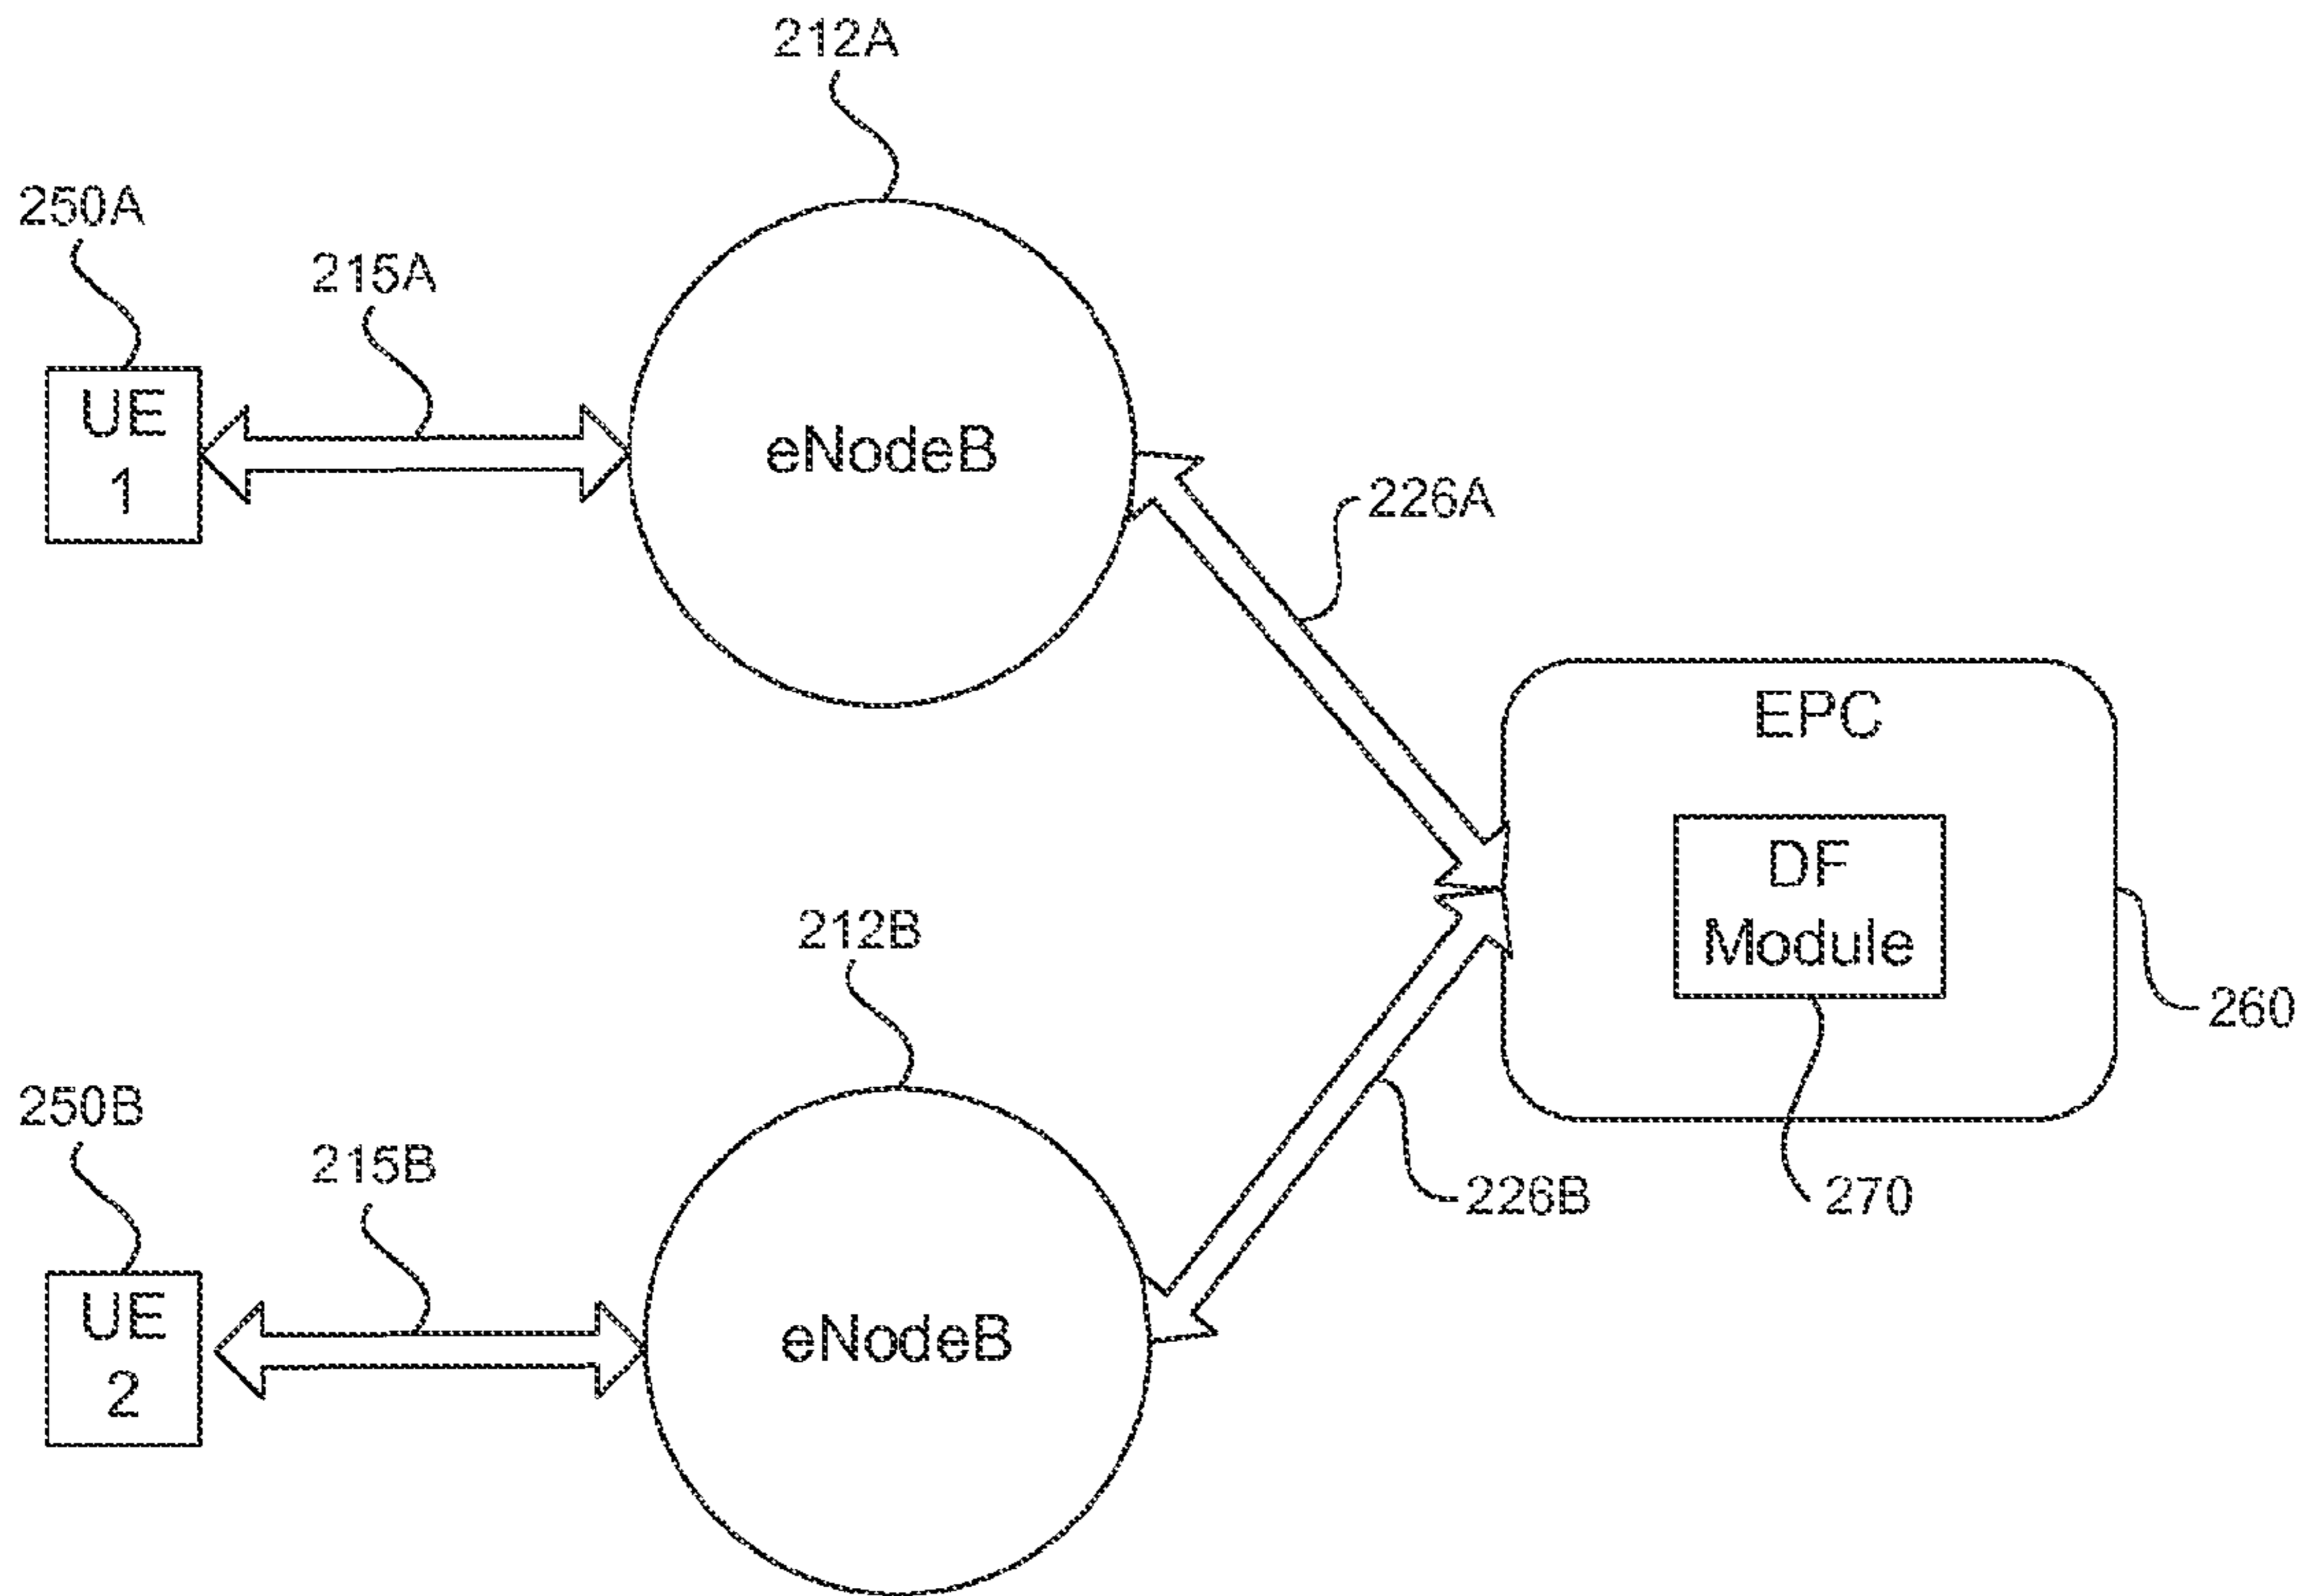 212A
250A
215A
UE
1
eNodeB
226A
EPC
DF
Module
212B
260
250B
215B
226B
270
UE
2
eNodeB